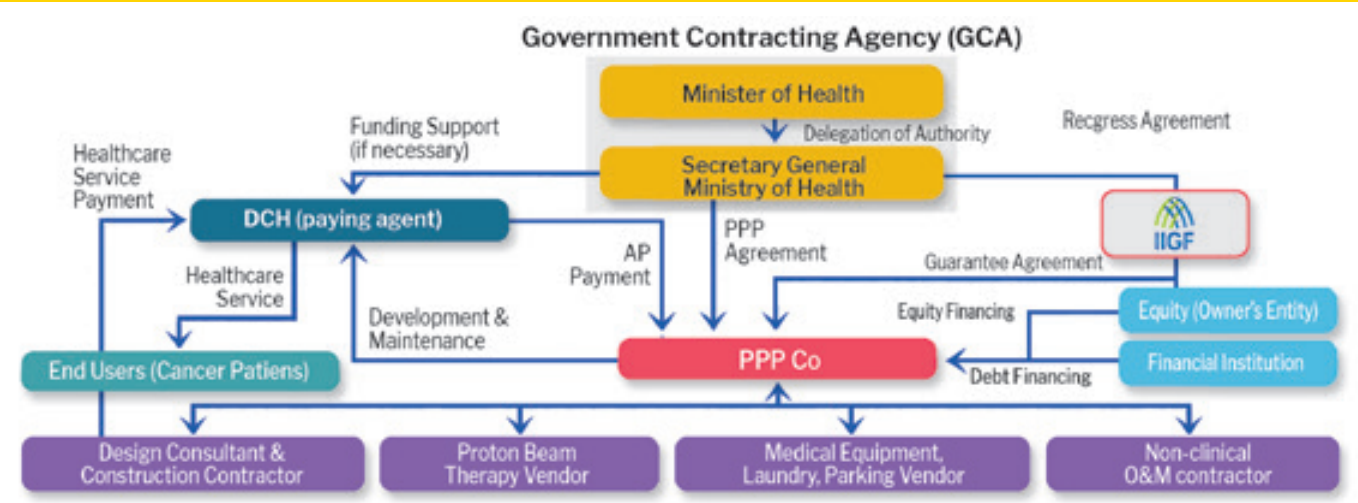 Government Contracting Agency (GCA)
Minister of Health
Delegation of Authority
Recgress Agreement
Funding Support
(if necessary)
Secretary General
Ministry of Health
Healthcare
Service
Payment
DCH (paying agent)
IIGF
PPP
Agreement
AP
Payment
Guarantee Agreement
Healthcare
Service
Equity Financing
Equity (Owner's Entity)
Development &
Maintenance
PPP Co
Financial Institution
End Users (Cancer Patiens)
Debt Financing
Design Consultant &
Construction Contractor
Proton Beam
Therapy Vendor
Medical Equipment,
Laundry, Parking Vendor
Non-clinical
O&M contractor